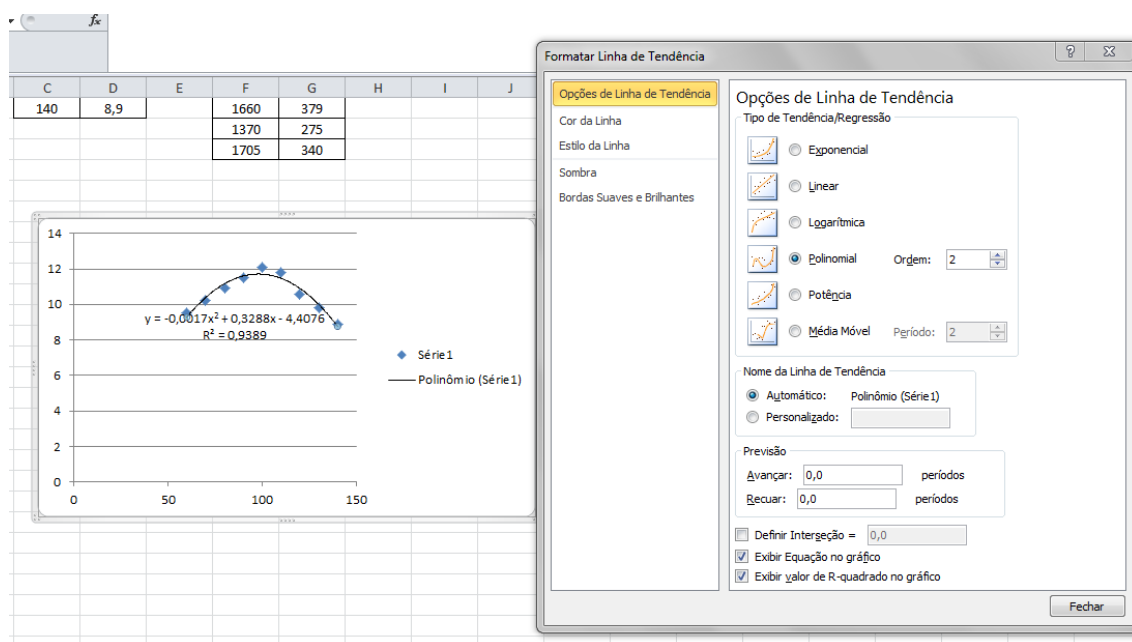 fx
C D E F G H I J
140 8,9 1660 379
1370 275
1705 340
14
12
10
8
6
4
2
0
0 50 100 150
y = -0,0017x² + 0,3288x - 4,4076
R² = 0,9389
Série1
Polinômio (Série1)
Formatar Linha de Tendência
Opções de Linha de Tendência
Cor da Linha
Estilo da Linha
Sombra
Bordas Suaves e Brilhantes
Opções de Linha de Tendência
Tipo de Tendência/Regressão
Exponencial
Linear
Logarítmica
Polinomial Ordem: 2
Potência
Média Móvel Período: 2
Nome da Linha de Tendência
Automático: Polinômio (Série1)
Personalizado:
Previsão
Avançar: 0,0 períodos
Recuar: 0,0 períodos
Definir Interseção = 0,0
Exibir Equação no gráfico
Exibir valor de R-quadrado no gráfico
Fechar